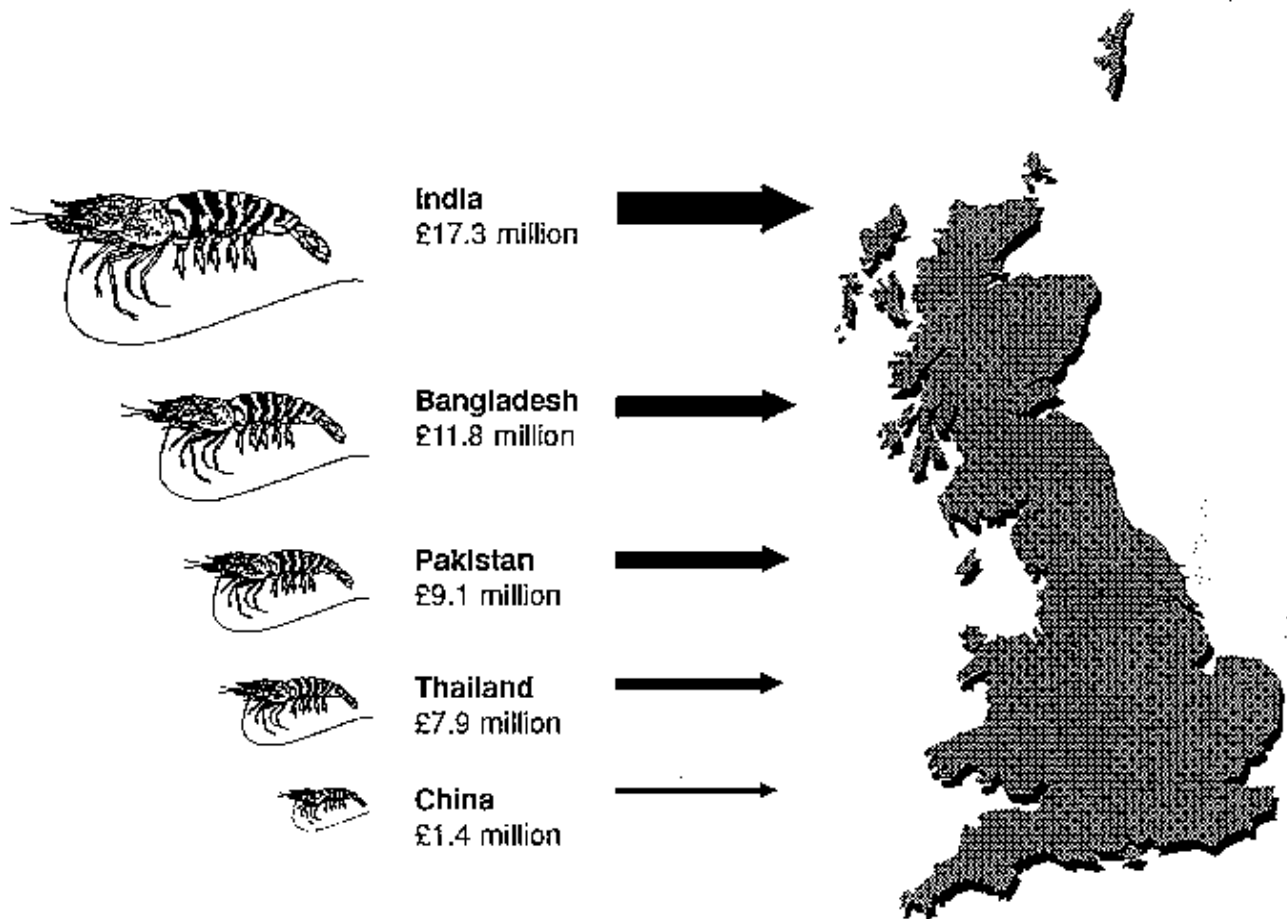 India
£17.3 million
Bangladesh
£11.8 million
Pakistan
£9.1 million
Thailand
£7.9 million
China
£1.4 million